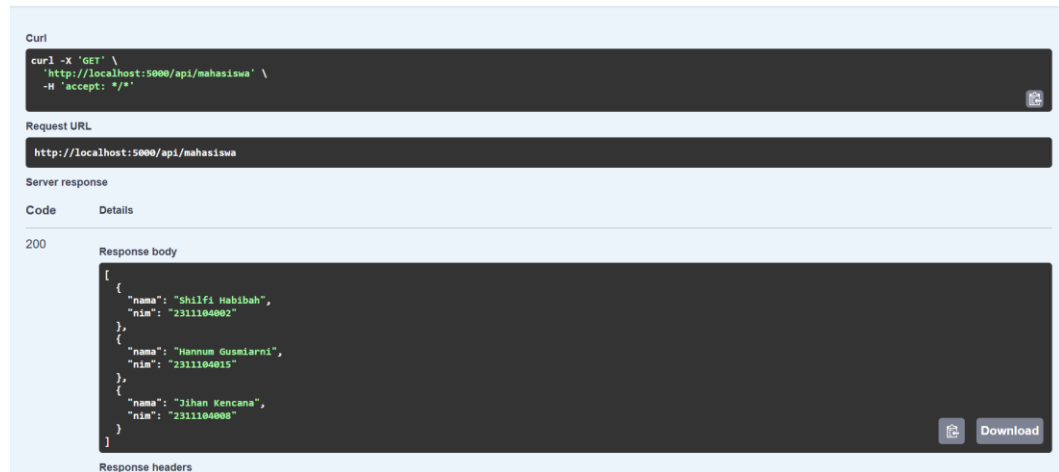 Curl
curl -X 'GET' \
  'http://localhost:5000/api/mahasiswa' \
  -H 'accept: */*'
Request URL
http://localhost:5000/api/mahasiswa
Server response
Code Details
200
Response body
[
  {
    "nama": "Shilfi Habibah",
    "nim": "2311104002"
  },
  {
    "nama": "Hannum Gusmiarni",
    "nim": "2311104015"
  },
  {
    "nama": "Jihan Kencana",
    "nim": "2311104008"
  }
]
Download
Response headers